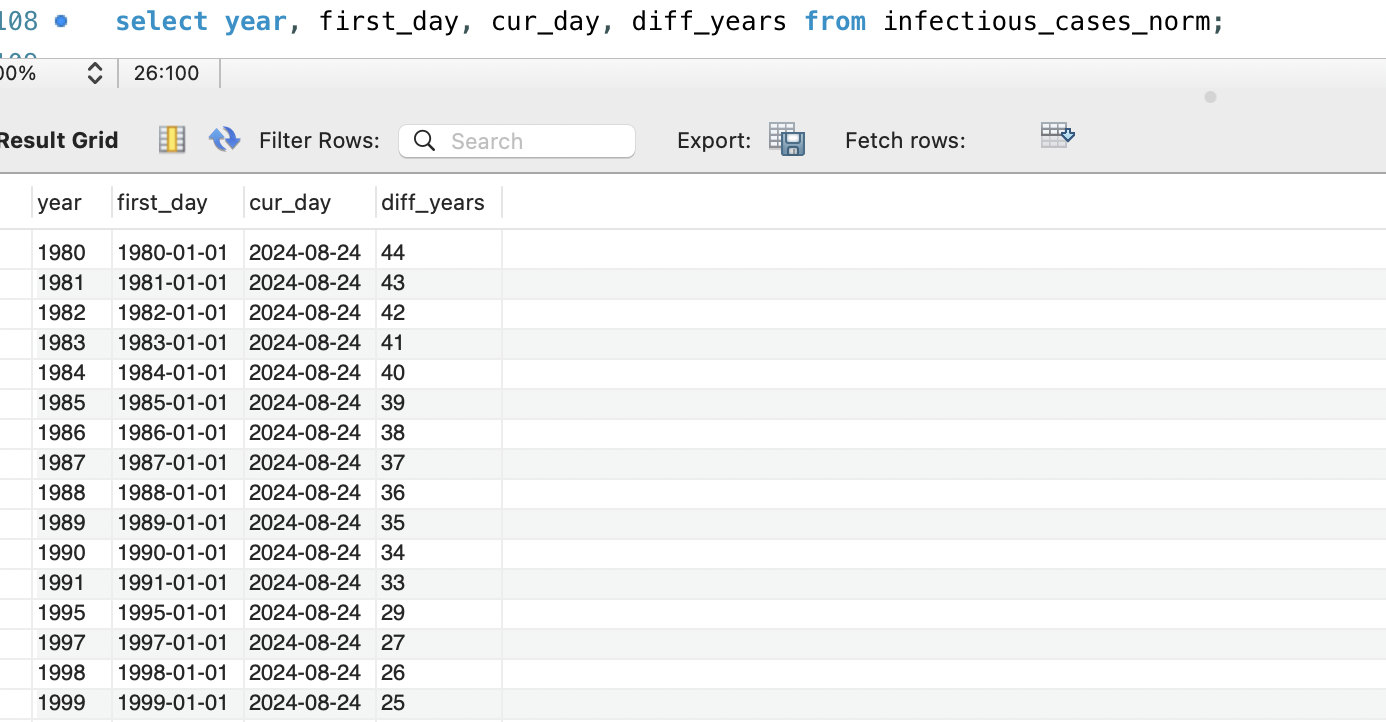 108 select year, first_day, cur_day, diff_years from infectious_cases_norm;
00% 26:100
Result Grid Filter Rows: Search Export: Fetch rows:
year first_day cur_day diff_years
1980 1980-01-01 2024-08-24 44
1981 1981-01-01 2024-08-24 43
1982 1982-01-01 2024-08-24 42
1983 1983-01-01 2024-08-24 41
1984 1984-01-01 2024-08-24 40
1985 1985-01-01 2024-08-24 39
1986 1986-01-01 2024-08-24 38
1987 1987-01-01 2024-08-24 37
1988 1988-01-01 2024-08-24 36
1989 1989-01-01 2024-08-24 35
1990 1990-01-01 2024-08-24 34
1991 1991-01-01 2024-08-24 33
1995 1995-01-01 2024-08-24 29
1997 1997-01-01 2024-08-24 27
1998 1998-01-01 2024-08-24 26
1999 1999-01-01 2024-08-24 25